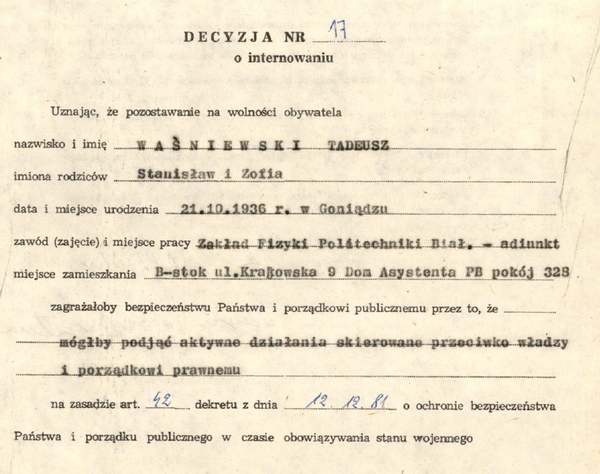 DECYZJA NR 17
o internowaniu
Uznając, że pozostawanie na wolności obywatela
nazwisko i imię WAŚNIEWSKI TADEUSZ
imiona rodziców Stanisław i Zofia
data i miejsce urodzenia 21.10.1936 r. w Goniądzu
zawód (zajęcie) i miejsce pracy Zakład Fizyki Politechniki Biał. - adiunkt
miejsce zamieszkania B-stok ul.Krakowska 9 Dom Asystenta PB pokój 328
zagrażałoby bezpieczeństwu Państwa i porządkowi publicznemu przez to, że
mógłby podjąć aktywne działania skierowane przeciwko władzy
i porządkowi prawnemu
na zasadzie art. 42 dekretu z dnia 12.12.81 o ochronie bezpieczeństwa
Państwa i porządku publicznego w czasie obowiązywania stanu wojennego